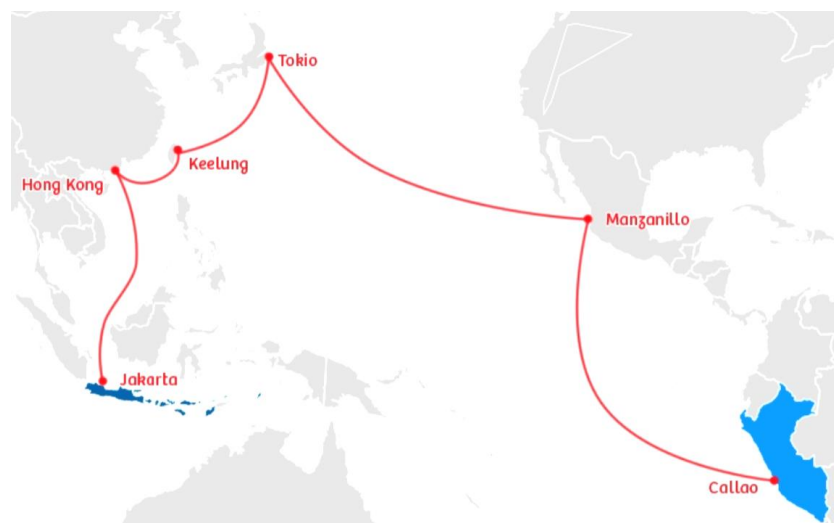 Tokio
Keelung
Hong Kong
Manzanillo
Jakarta
Callao